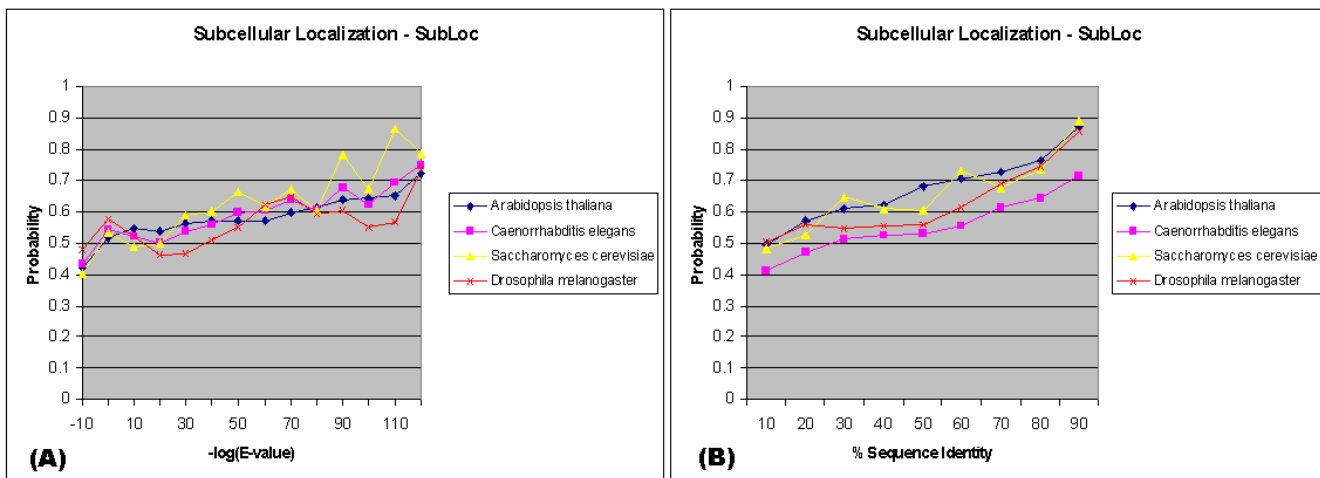 Subcellular Localization - SubLoc
1
0.9
0.8
0.7
0.6
0.5
0.4
0.3
0.2
0.1
0
Probability
-10 10 30 50 70 90 110
-log(E-value)
(A)
Arabidopsis thaliana
Caenorrhabditis elegans
Saccharomyces cerevisiae
Drosophila melanogaster
Subcellular Localization - SubLoc
1
0.9
0.8
0.7
0.6
0.5
0.4
0.3
0.2
0.1
0
Probability
10 20 30 40 50 60 70 80 90
% Sequence Identity
(B)
Arabidopsis thaliana
Caenorrhabditis elegans
Saccharomyces cerevisiae
Drosophila melanogaster